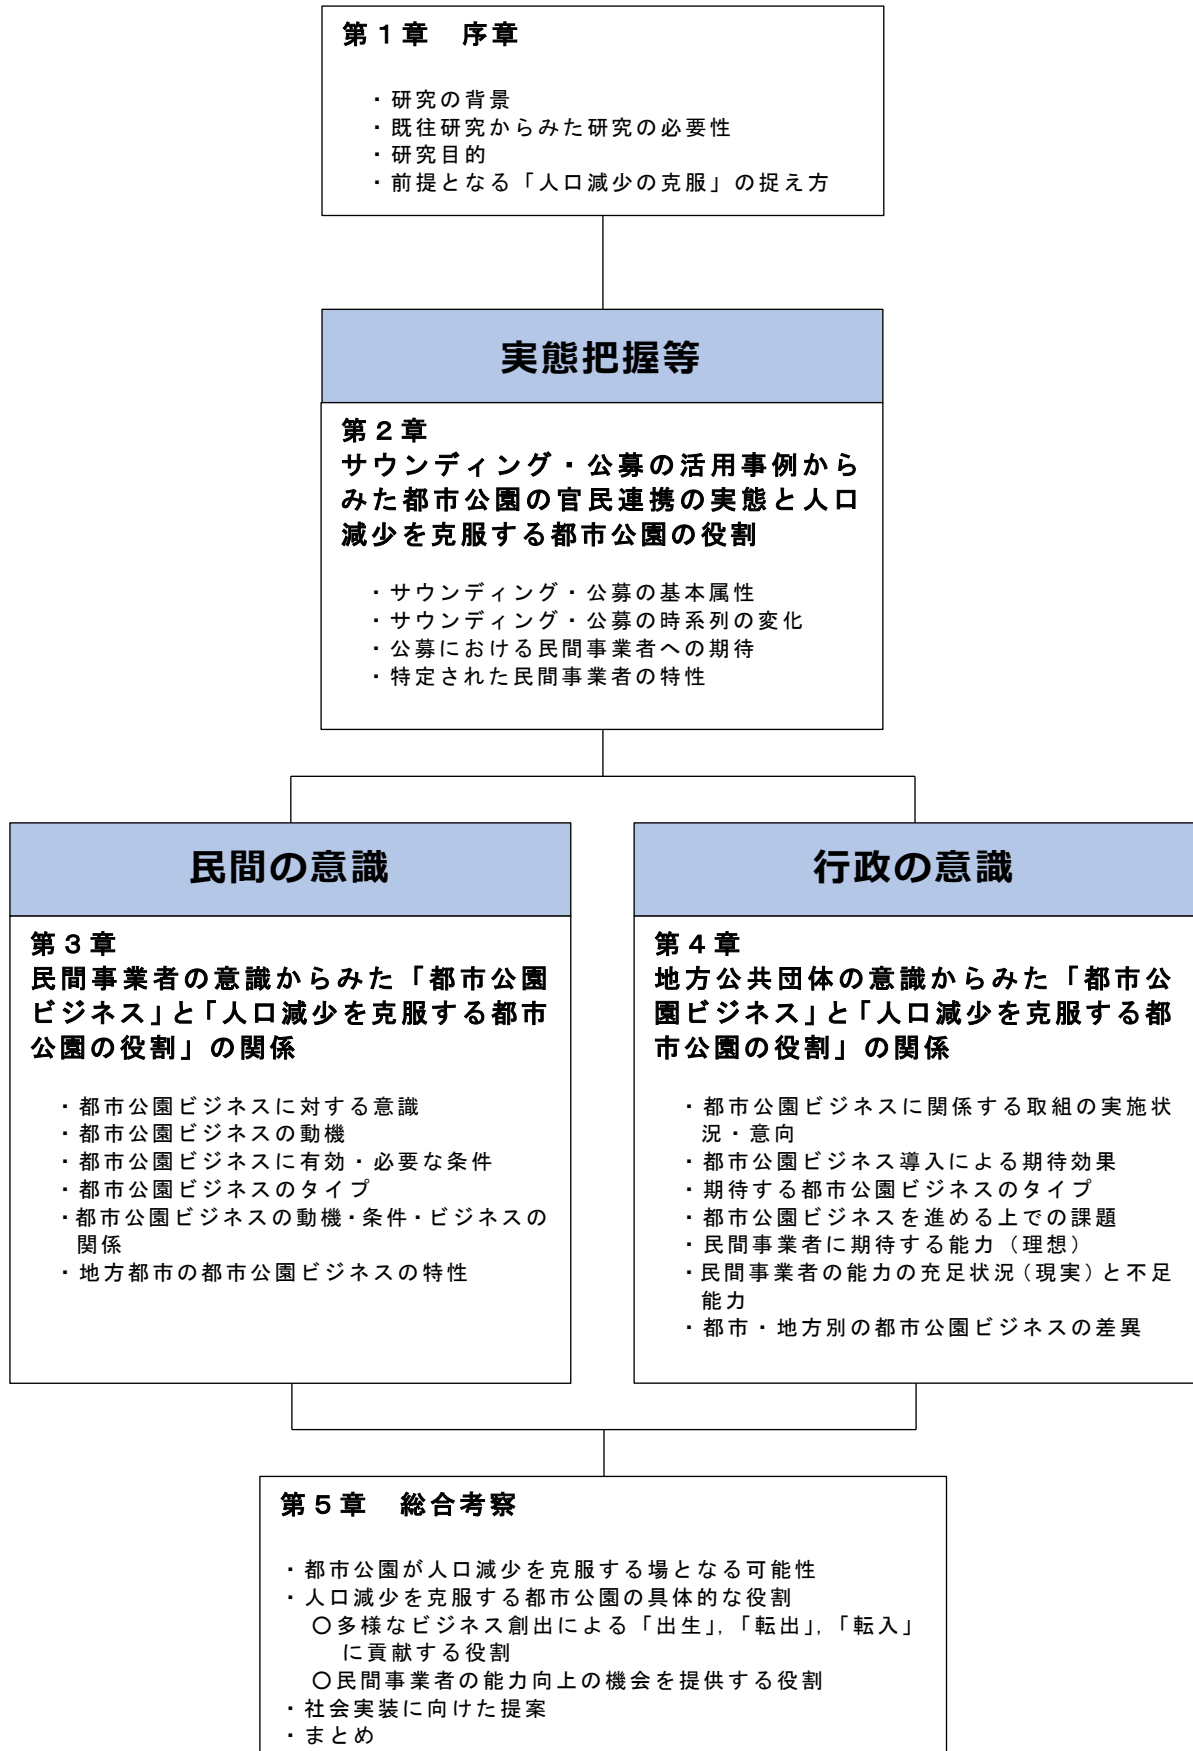 第１章　序章
・研究の背景
・既往研究からみた研究の必要性
・研究目的
・前提となる「人口減少の克服」の捉え方
実態把握等
第２章
サウンディング・公募の活用事例から
みた都市公園の官民連携の実態と人口
減少を克服する都市公園の役割
・サウンディング・公募の基本属性
・サウンディング・公募の時系列の変化
・公募における民間事業者への期待
・特定された民間事業者の特性
民間の意識
第３章
民間事業者の意識からみた「都市公園
ビジネス」と「人口減少を克服する都市
公園の役割」の関係
・都市公園ビジネスに対する意識
・都市公園ビジネスの動機
・都市公園ビジネスに有効・必要な条件
・都市公園ビジネスのタイプ
・都市公園ビジネスの動機・条件・ビジネスの
関係
・地方都市の都市公園ビジネスの特性
行政の意識
第４章
地方公共団体の意識からみた「都市公
園ビジネス」と「人口減少を克服する都
市公園の役割」の関係
・都市公園ビジネスに関係する取組の実施状
況・意向
・都市公園ビジネス導入による期待効果
・期待する都市公園ビジネスのタイプ
・都市公園ビジネスを進める上での課題
・民間事業者に期待する能力（理想）
・民間事業者の能力の充足状況（現実）と不足
能力
・都市・地方別の都市公園ビジネスの差異
第５章　総合考察
・都市公園が人口減少を克服する場となる可能性
・人口減少を克服する都市公園の具体的な役割
〇多様なビジネス創出による「出生」，「転出」，「転入」
に貢献する役割
〇民間事業者の能力向上の機会を提供する役割
・社会実装に向けた提案
・まとめ